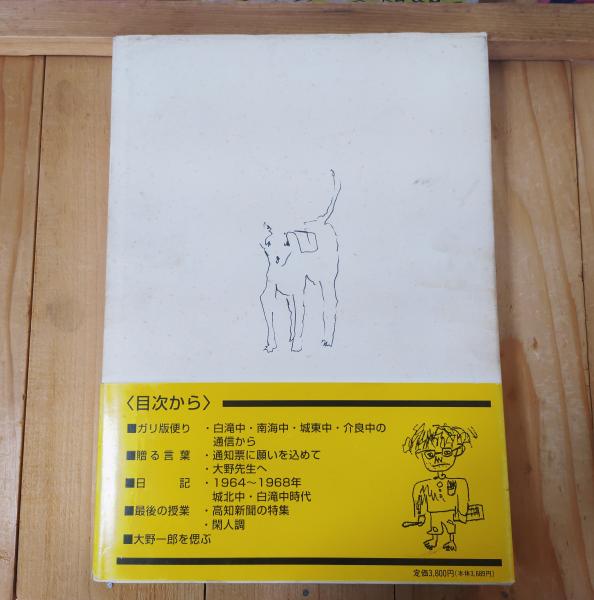 〈目次から〉
■ガリ版便り ・白滝中・南海中・城東中・介良中の
通信から
■贈る言葉 ・通知票に願いを込めて
・大野先生へ
■日記 ・1964〜1968年
城北中・白滝中時代
■最後の授業 ・高知新聞の特集
・閑人調
■大野一郎を偲ぶ
定価3,800円(本体3,689円)